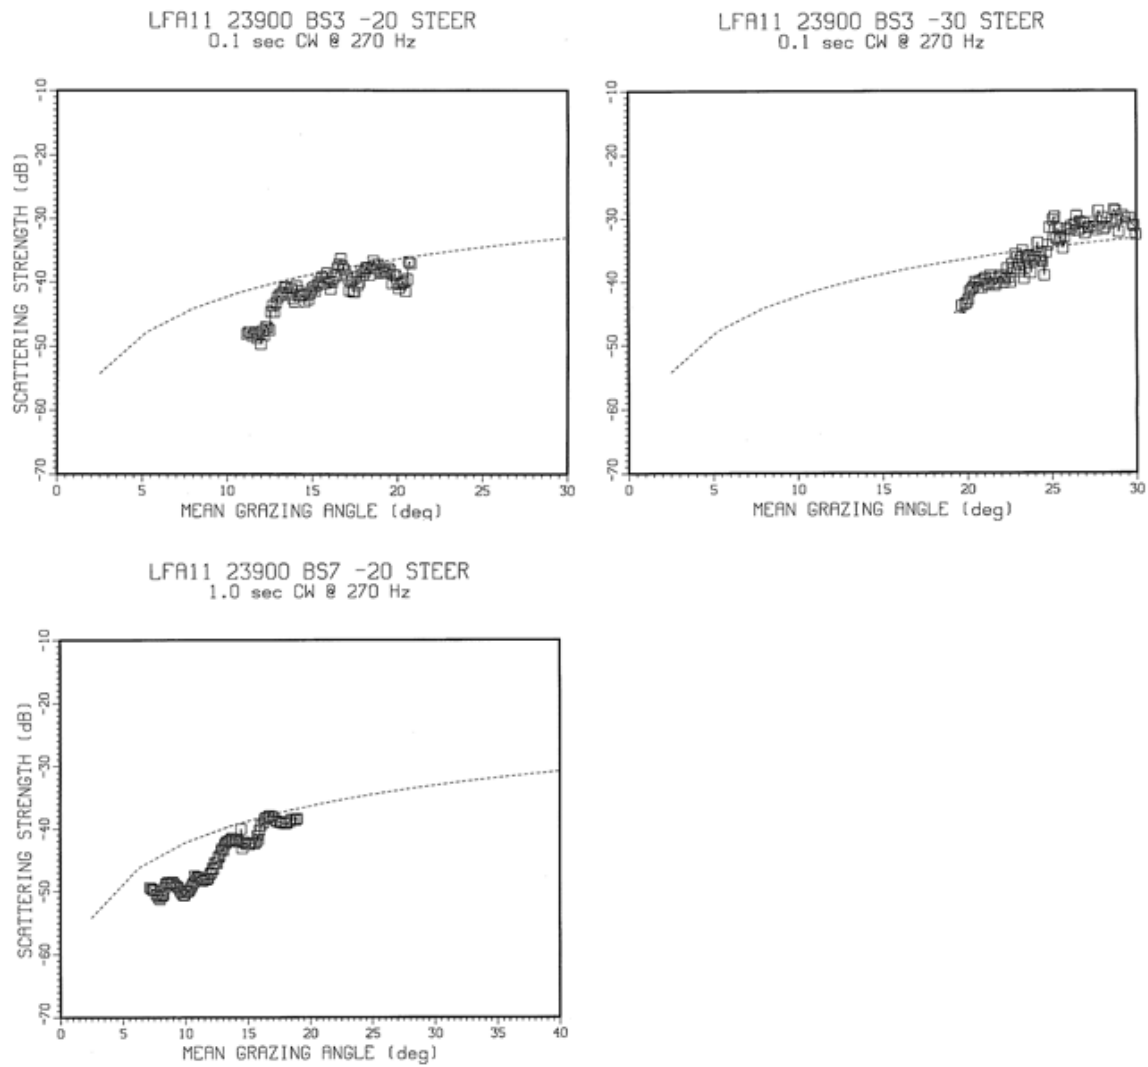 LFA11 23900 BS3 -20 STEER
0.1 sec CW @ 270 Hz
SCATTERING STRENGTH (dB)
-10
-20
-30
-40
-50
-60
-70
0 5 10 15 20 25 30
MEAN GRAZING ANGLE (deg)
LFA11 23900 BS3 -30 STEER
0.1 sec CW @ 270 Hz
SCATTERING STRENGTH (dB)
-10
-20
-30
-40
-50
-60
-70
0 5 10 15 20 25 30
MEAN GRAZING ANGLE (deg)
LFA11 23900 BS7 -20 STEER
1.0 sec CW @ 270 Hz
SCATTERING STRENGTH (dB)
-10
-20
-30
-40
-50
-60
-70
0 5 10 15 20 25 30 35 40
MEAN GRAZING ANGLE (deg)